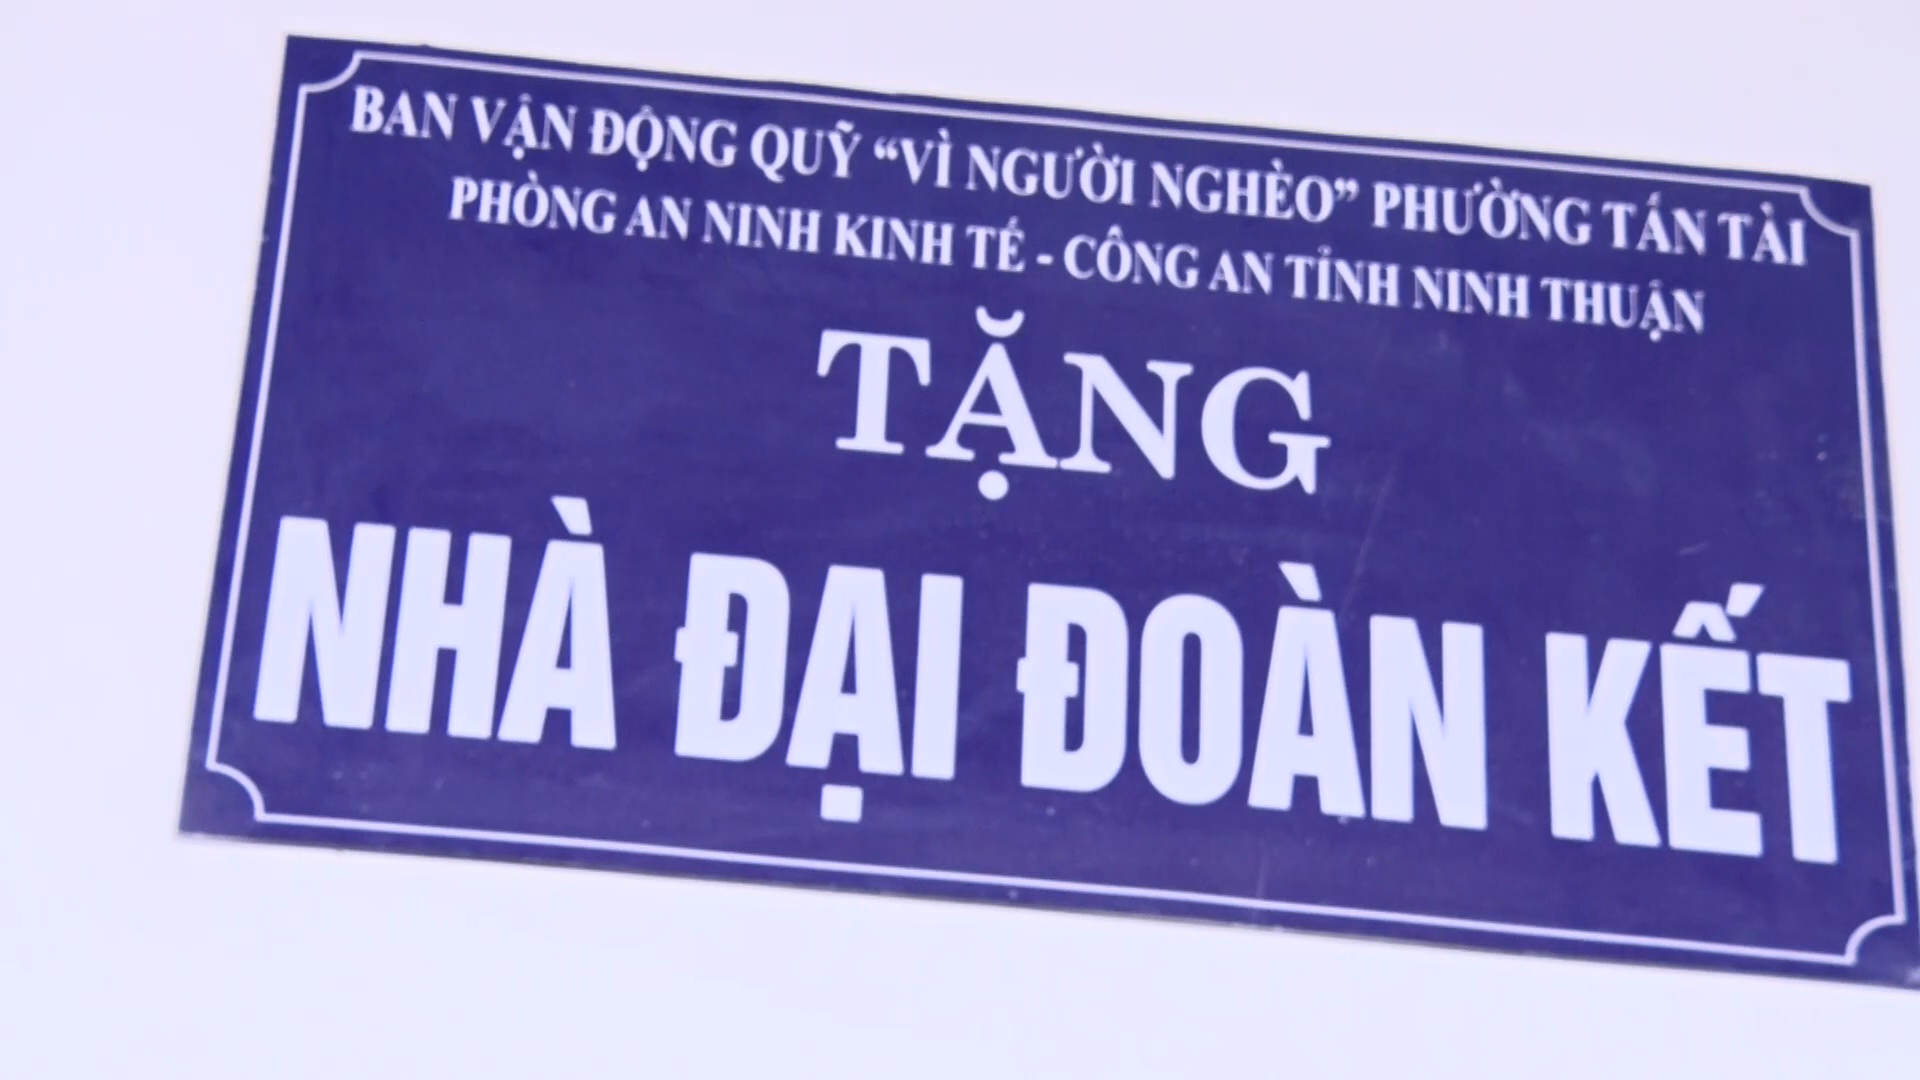 BAN VẬN ĐỘNG QUỸ “VÌ NGƯỜI NGHÈO” PHƯỜNG TẤN TÀI
PHÒNG AN NINH KINH TẾ - CÔNG AN TỈNH NINH THUẬN
TẶNG
NHÀ ĐẠI ĐOÀN KẾT